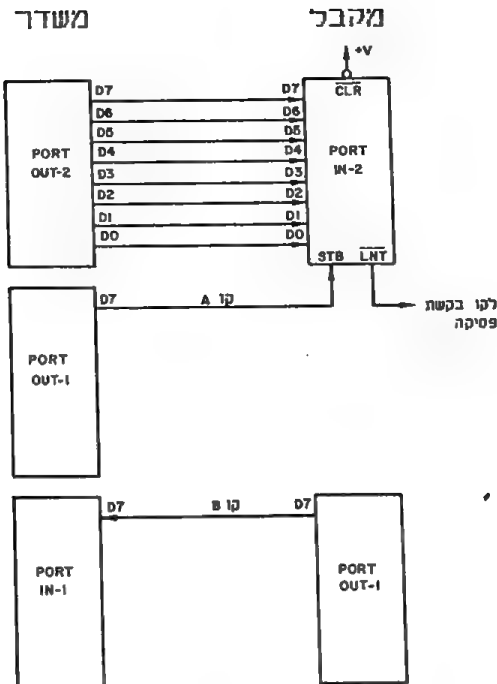 משדר
מקבל
+V
CLR
D7 D7
D6 D6
D5 D5
D4 D4
D3 D3
D2 D2
D1 D1
D0 D0
PORT
OUT-2
PORT
IN-2
STB LNT
לקו בקשת
פסיקה
D7 קו A
PORT
OUT-1
D7 קו B D7
PORT
IN-1
PORT
OUT-1